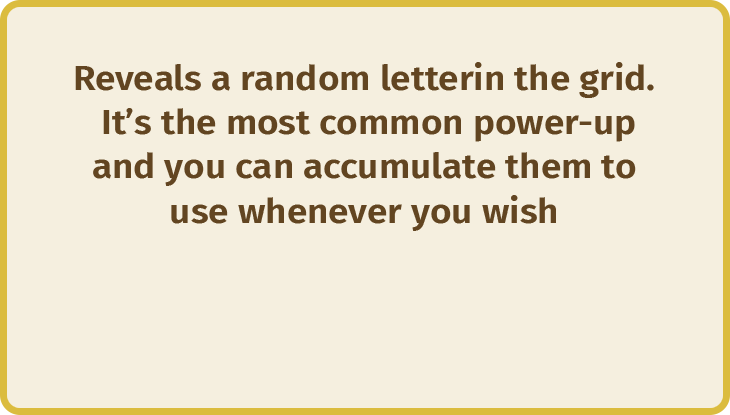 Reveals a random letterin the grid.
It’s the most common power-up
and you can accumulate them to
use whenever you wish